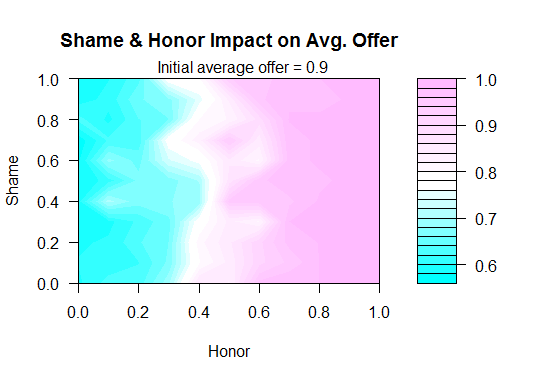 Shame & Honor Impact on Avg. Offer
Initial average offer = 0.9
1.0
0.8
0.6
0.4
0.2
0.0
Shame
0.0 0.2 0.4 0.6 0.8 1.0
Honor
1.0
0.9
0.8
0.7
0.6